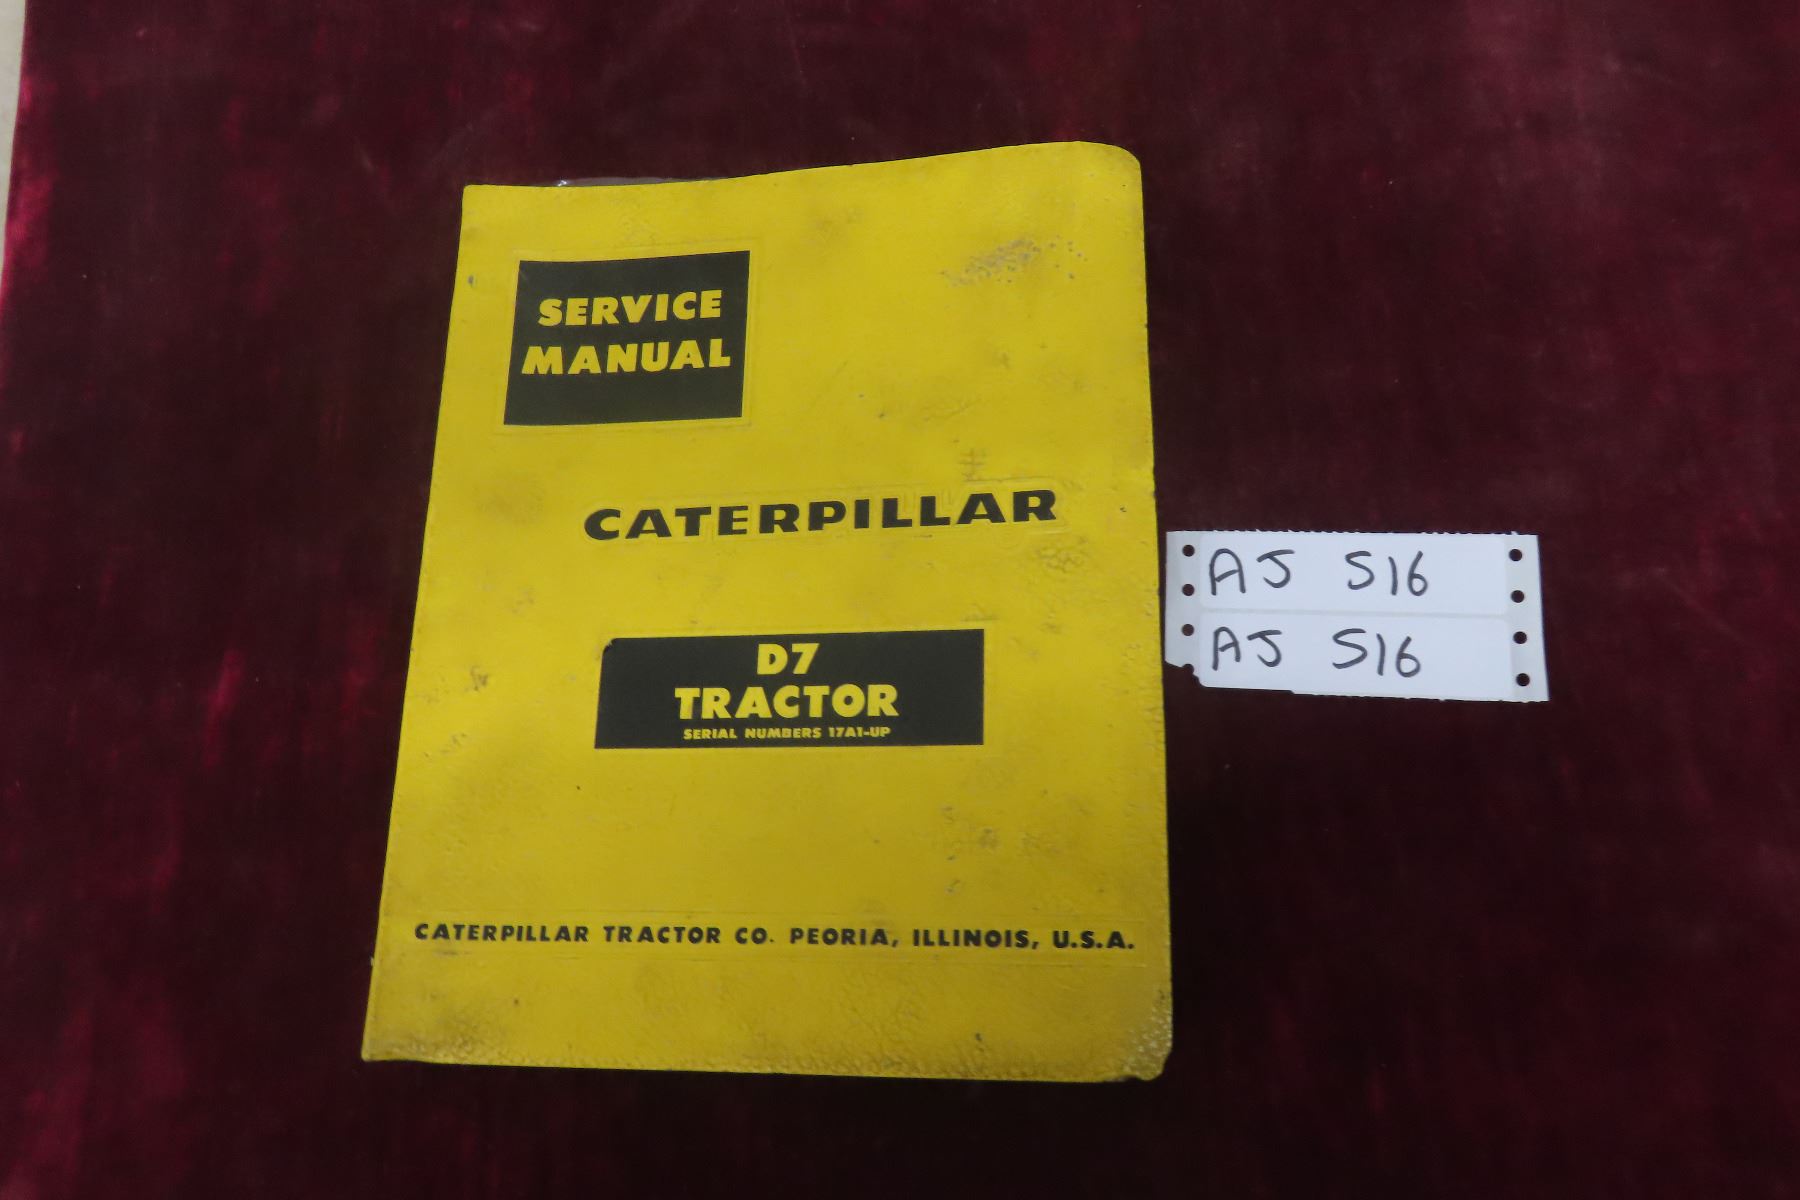 SERVICE
MANUAL
CATERPILLAR
D7
TRACTOR
SERIAL NUMBERS 17A1-UP
CATERPILLAR TRACTOR CO. PEORIA, ILLINOIS, U.S.A.
AJ 516
AJ 516